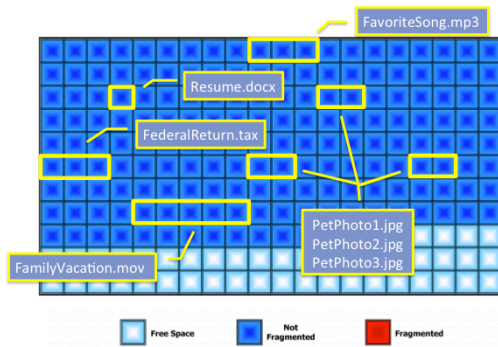 FavoriteSong.mp3
Resume.docx
FederalReturn.tax
PetPhoto1.jpg
PetPhoto2.jpg
PetPhoto3.jpg
FamilyVacation.mov
Free Space
Not
Fragmented
Fragmented